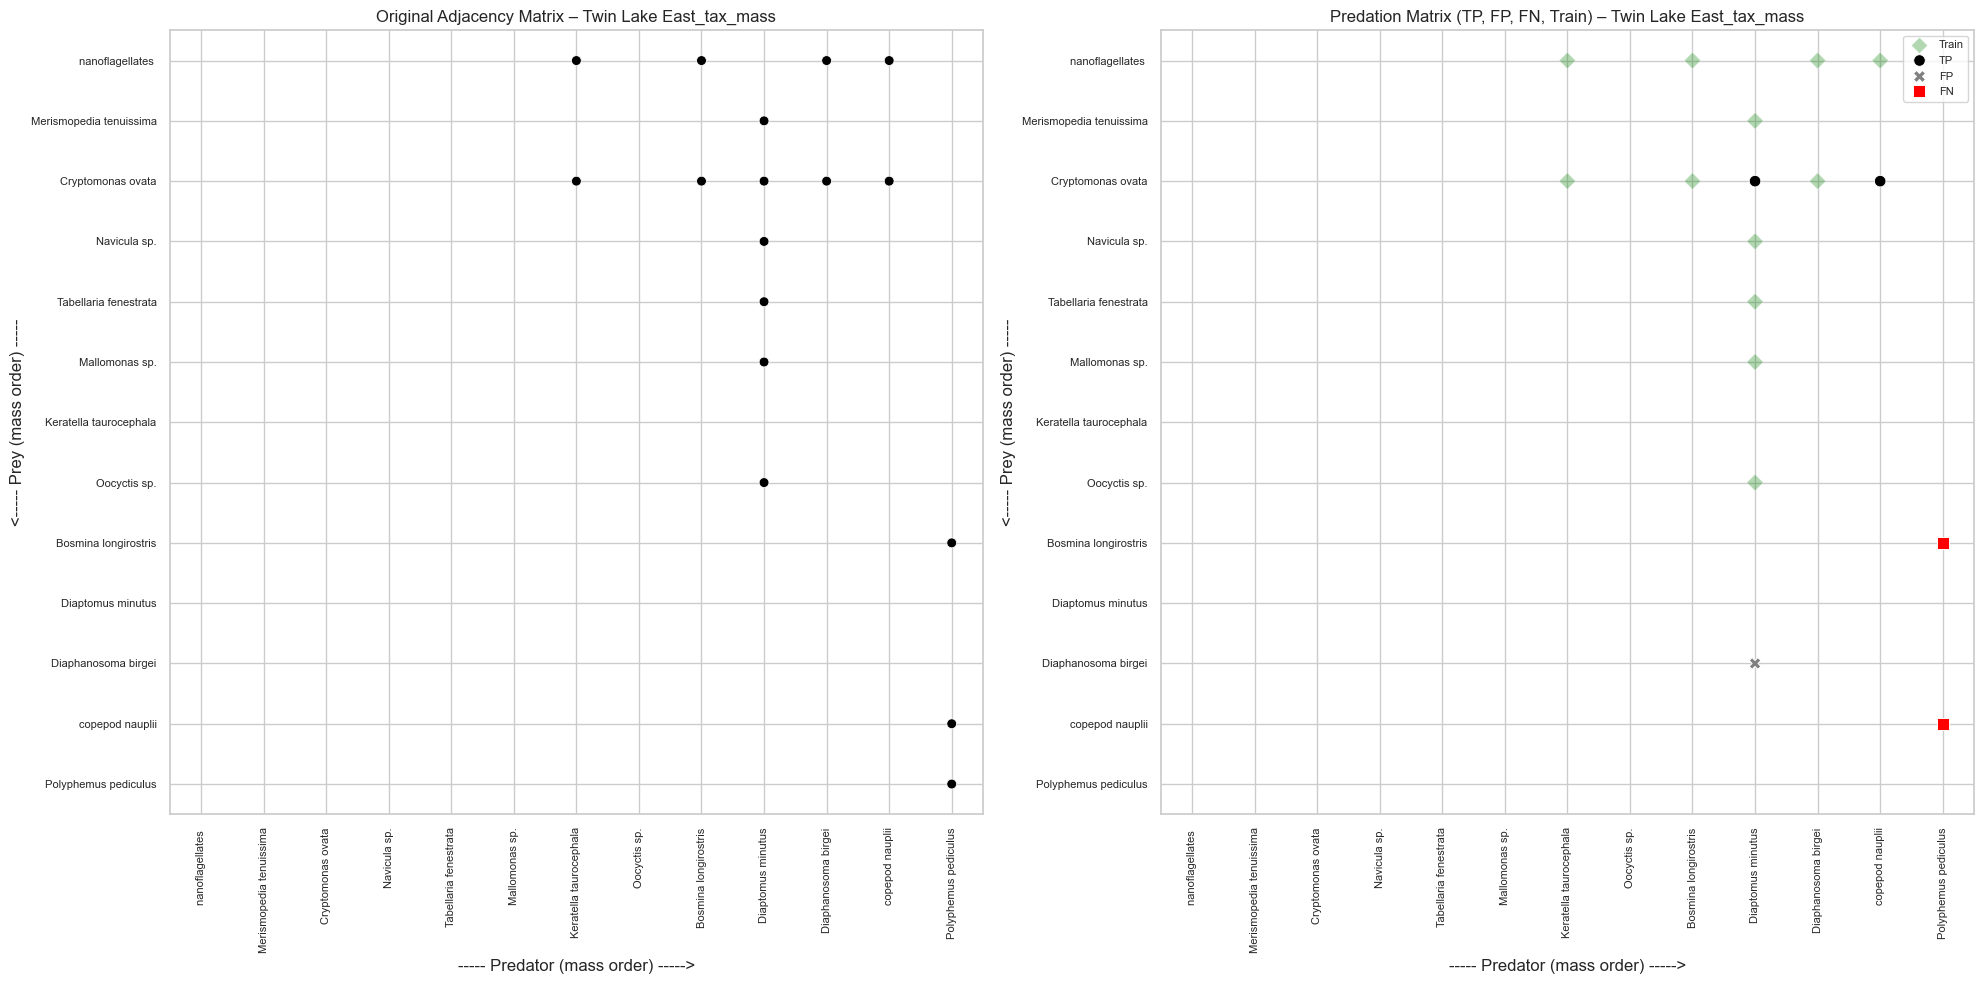 Original Adjacency Matrix – Twin Lake East_tax_mass
<----- Prey (mass order) -----
nanoflagellates
Merismopedia tenuissima
Cryptomonas ovata
Navicula sp.
Tabellaria fenestrata
Mallomonas sp.
Keratella taurocephala
Oocyctis sp.
Bosmina longirostris
Diaptomus minutus
Diaphanosoma birgei
copepod nauplii
Polyphemus pediculus
nanoflagellates
Merismopedia tenuissima
Cryptomonas ovata
Navicula sp.
Tabellaria fenestrata
Mallomonas sp.
Keratella taurocephala
Oocyctis sp.
Bosmina longirostris
Diaptomus minutus
Diaphanosoma birgei
copepod nauplii
Polyphemus pediculus
----- Predator (mass order) ----->
Predation Matrix (TP, FP, FN, Train) – Twin Lake East_tax_mass
Train
TP
FP
FN
<----- Prey (mass order) -----
nanoflagellates
Merismopedia tenuissima
Cryptomonas ovata
Navicula sp.
Tabellaria fenestrata
Mallomonas sp.
Keratella taurocephala
Oocyctis sp.
Bosmina longirostris
Diaptomus minutus
Diaphanosoma birgei
copepod nauplii
Polyphemus pediculus
nanoflagellates
Merismopedia tenuissima
Cryptomonas ovata
Navicula sp.
Tabellaria fenestrata
Mallomonas sp.
Keratella taurocephala
Oocyctis sp.
Bosmina longirostris
Diaptomus minutus
Diaphanosoma birgei
copepod nauplii
Polyphemus pediculus
----- Predator (mass order) ----->